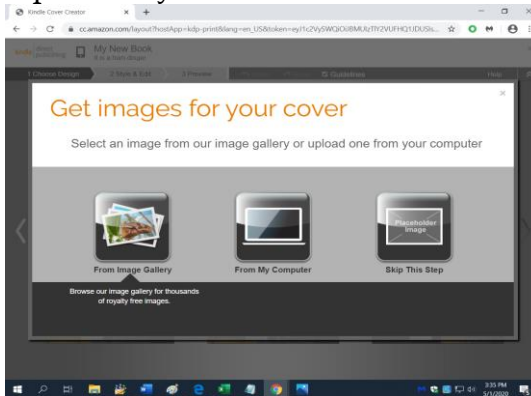 Kindle Cover Creator
cc.amazon.com/layout?hostApp=kdp-print&lang=en_US&token=
My New Book
1 Choose Design 2 Style & Edit 3 Preview Guidelines Help
Get images for your cover
Select an image from our image gallery or upload one from your computer
Placeholder
Image
From Image Gallery From My Computer Skip This Step
Browse our image gallery for thousands
of royalty free images.
3:35 PM
5/1/2020